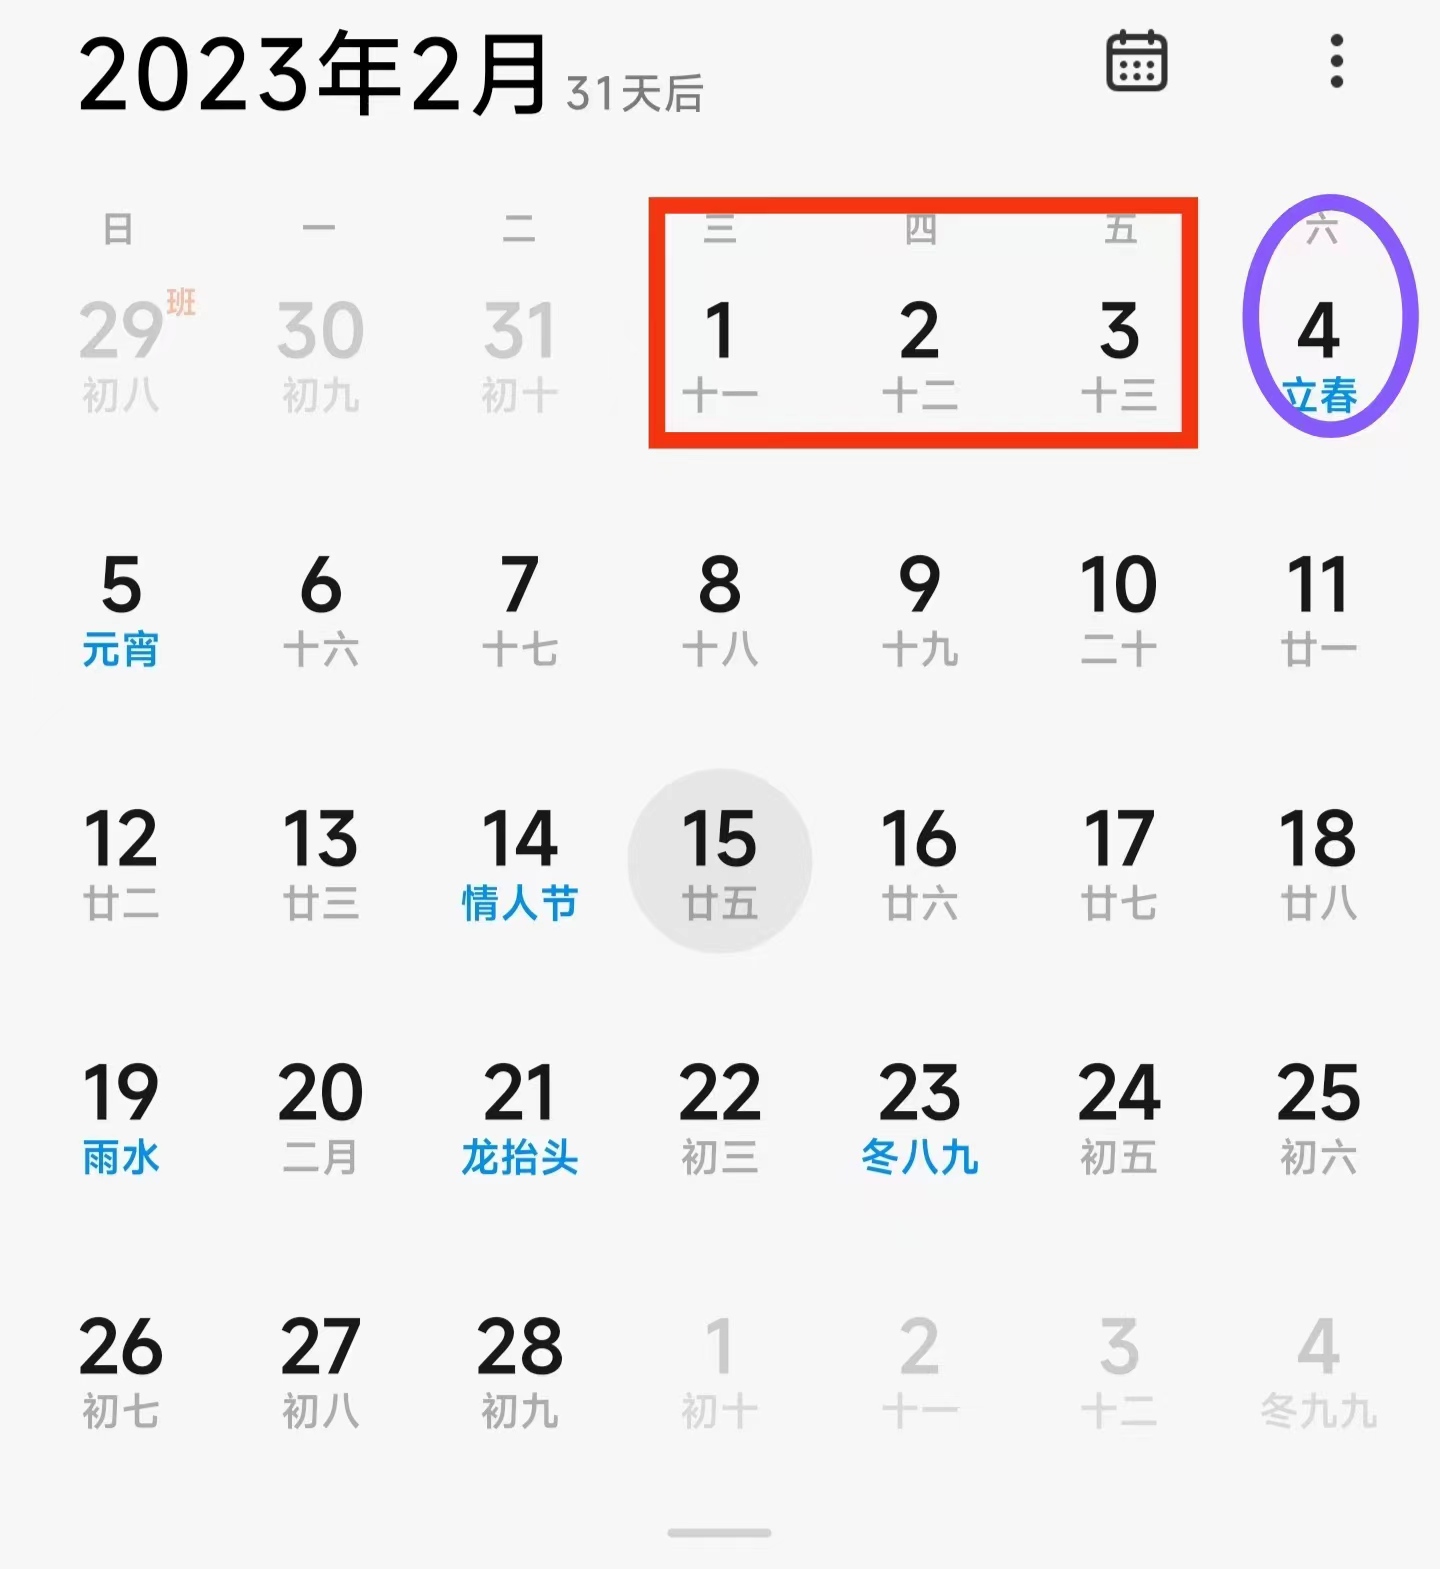 2023年2月 31天后
日 一 二 三 四 五 六
29 班 30 31 1 2 3 4
初八 初九 初十 十一 十二 十三 立春
5 6 7 8 9 10 11
元宵 十六 十七 十八 十九 二十 廿一
12 13 14 15 16 17 18
廿二 廿三 情人节 廿五 廿六 廿七 廿八
19 20 21 22 23 24 25
雨水 二月 龙抬头 初三 冬八九 初五 初六
26 27 28 1 2 3 4
初七 初八 初九 初十 十一 十二 冬九九